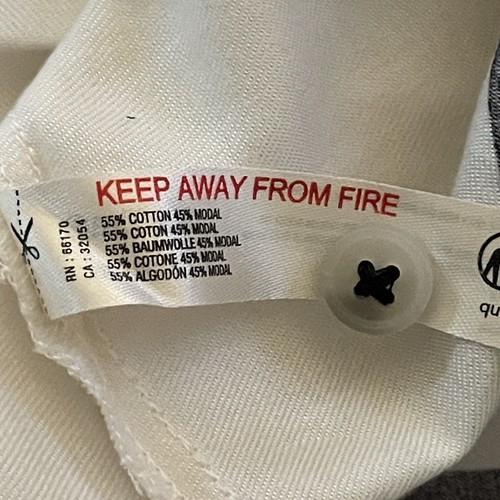 KEEP AWAY FROM FIRE
RN : 66170
CA : 32054
55% COTTON 45% MODAL
55% COTON 45% MODAL
55% BAUMWOLLE 45% MODAL
55% COTONE 45% MODAL
55% ALGODÓN 45% MODAL
qu